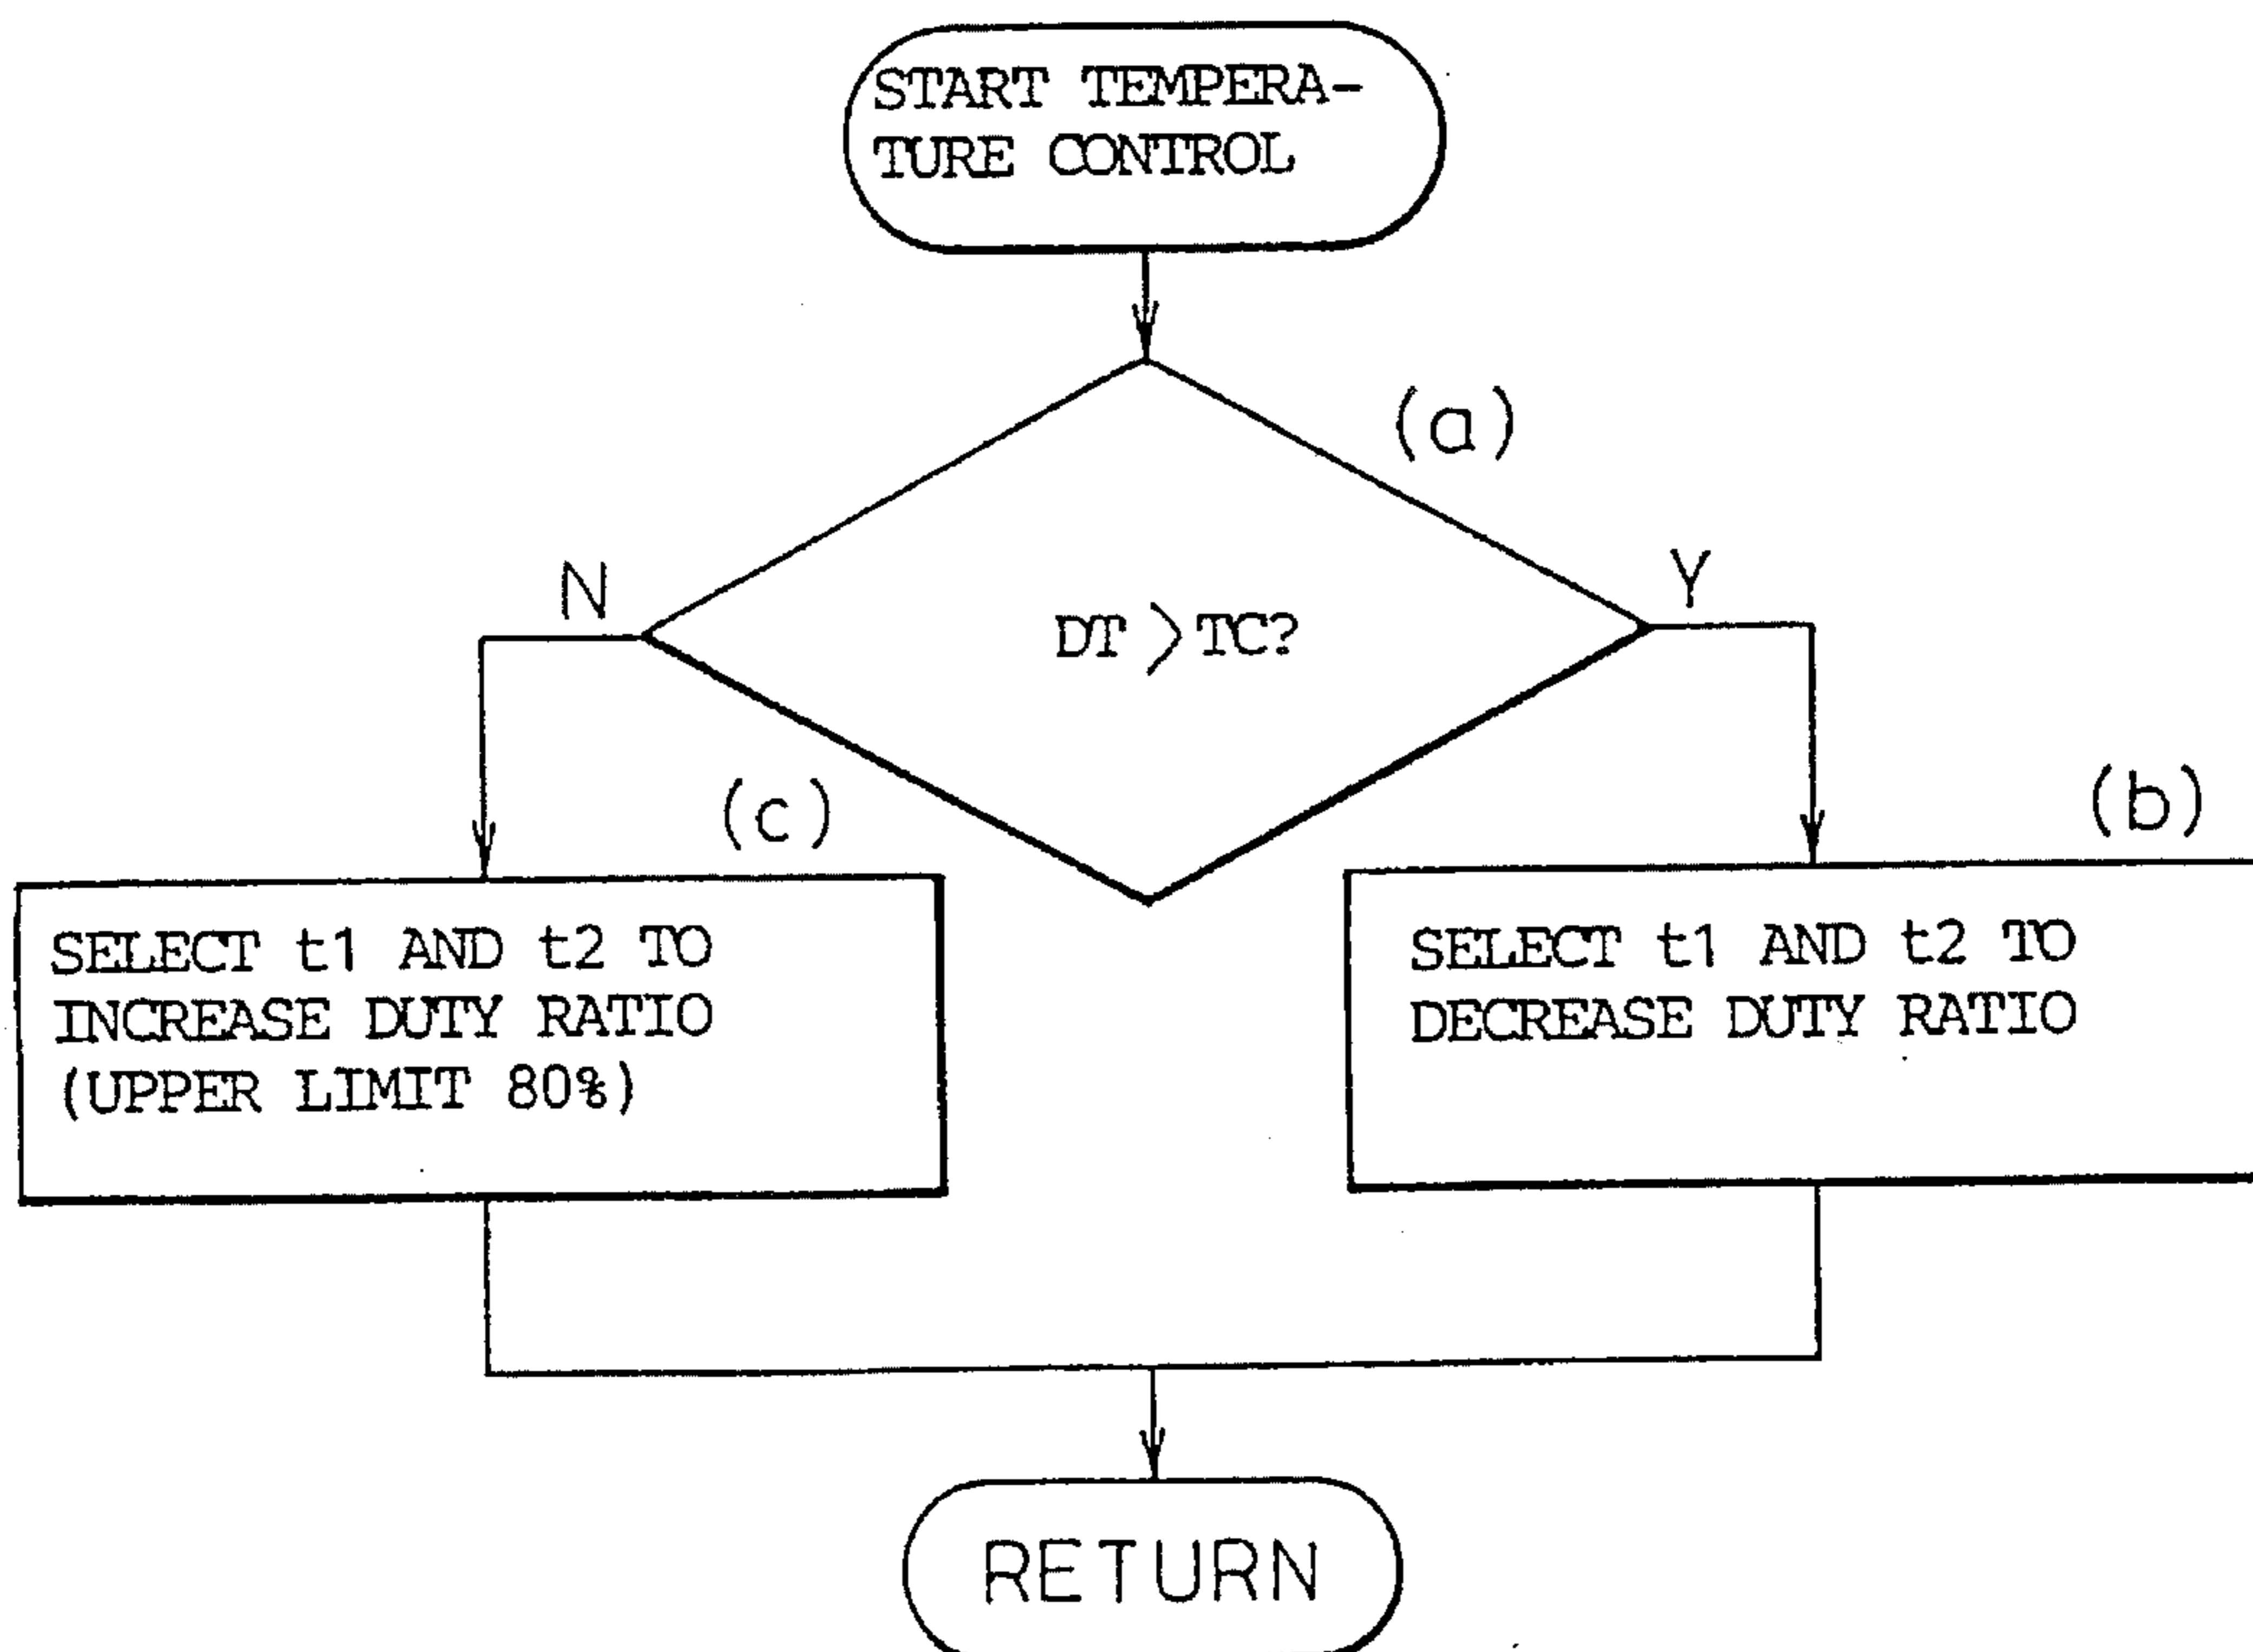 START TEMPERA-
TURE CONTROL
(a)
N
Y
DT > TC?
(c)
(b)
SELECT t1 AND t2 TO
INCREASE DUTY RATIO
(UPPER LIMIT 80%)
SELECT t1 AND t2 TO
DECREASE DUTY RATIO
RETURN